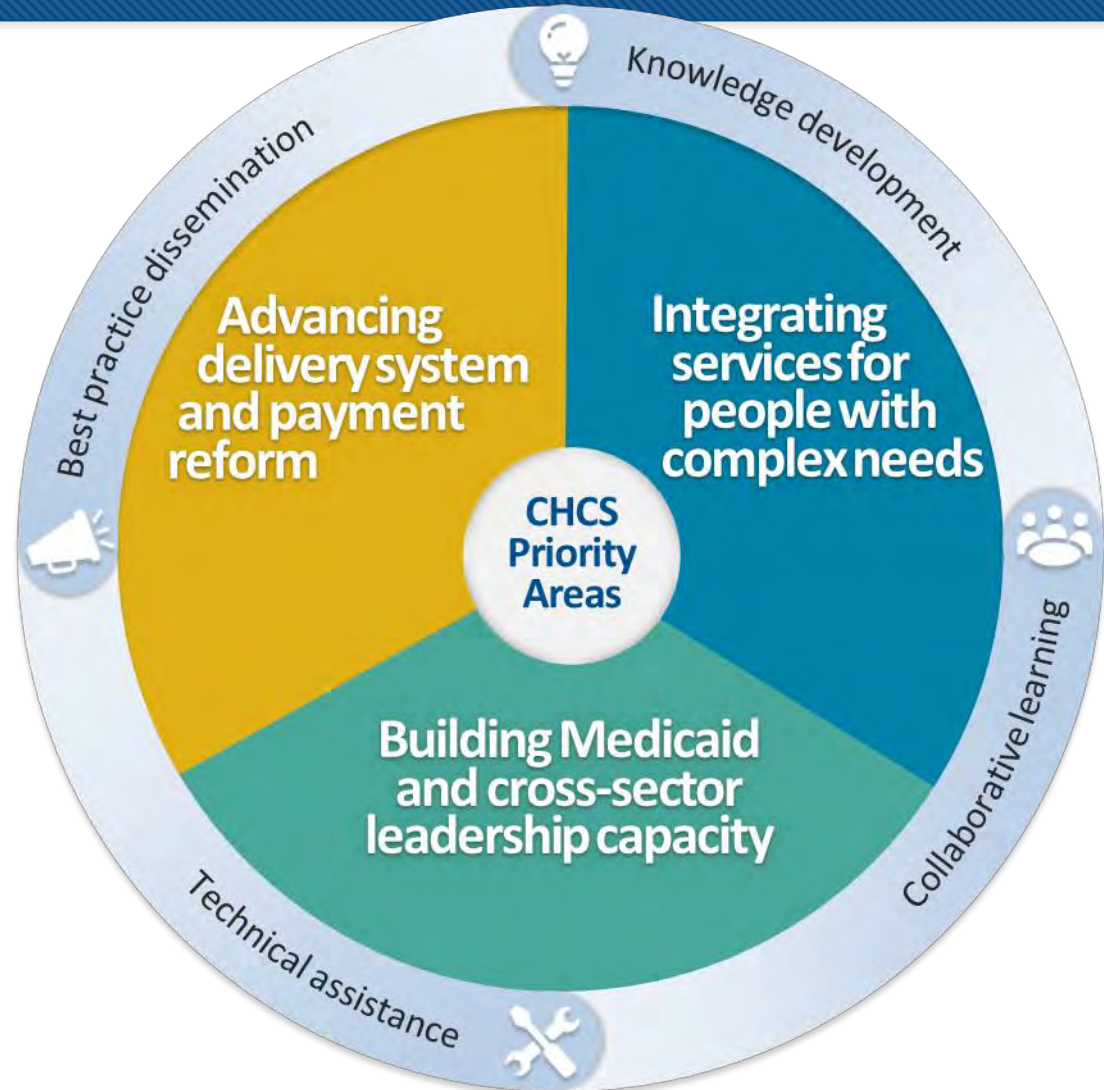 Knowledge development
Best practice dissemination
Advancing
delivery system
and payment
reform
Integrating
services for
people with
complex needs
CHCS
Priority
Areas
Building Medicaid
and cross-sector
leadership capacity
Collaborative learning
Technical assistance